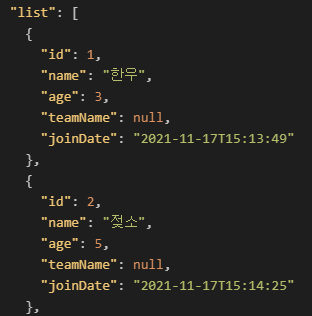 "list": [
{
"id": 1,
"name": "한우",
"age": 3,
"teamName": null,
"joinDate": "2021-11-17T15:13:49"
},
{
"id": 2,
"name": "젖소",
"age": 5,
"teamName": null,
"joinDate": "2021-11-17T15:14:25"
},